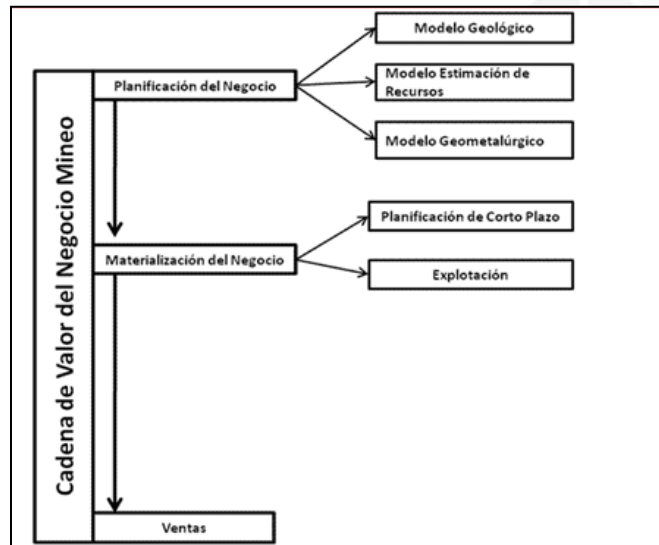 Cadena de Valor del Negocio Mineo
Planificación del Negocio
Modelo Geológico
Modelo Estimación de
Recursos
Modelo Geometalúrgico
Materialización del Negocio
Planificación de Corto Plazo
Explotación
Ventas